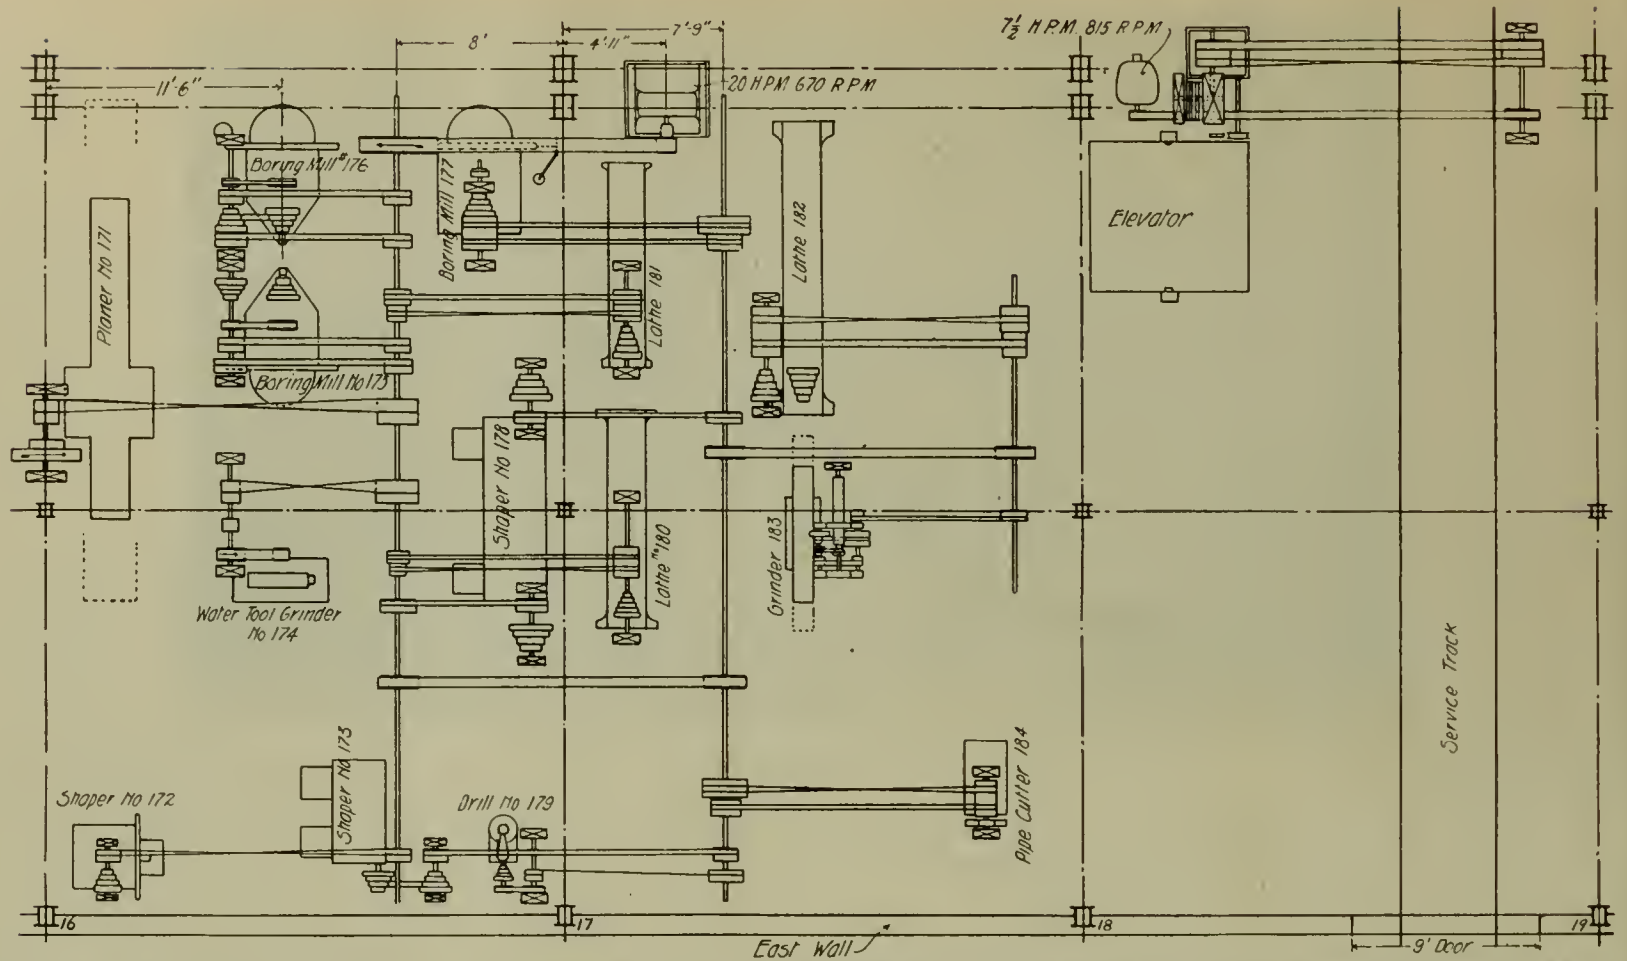 7'-9"
8'
4'-11"
7½ H.P.M. 815 R.P.M.
11'-6"
20 H P M 670 R P M
Boring Mill #176
Boring Mill 177
Lathe 181
Lathe 182
Elevator
Planer No 171
Boring Mill No 175
Shaper No 178
Lathe No 180
Grinder 183
Water Tool Grinder
No 174
Service Track
Shaper No 172
Shaper No 173
Drill No 179
Pipe Cutter 184
16
17
18
19
East Wall
9' Door